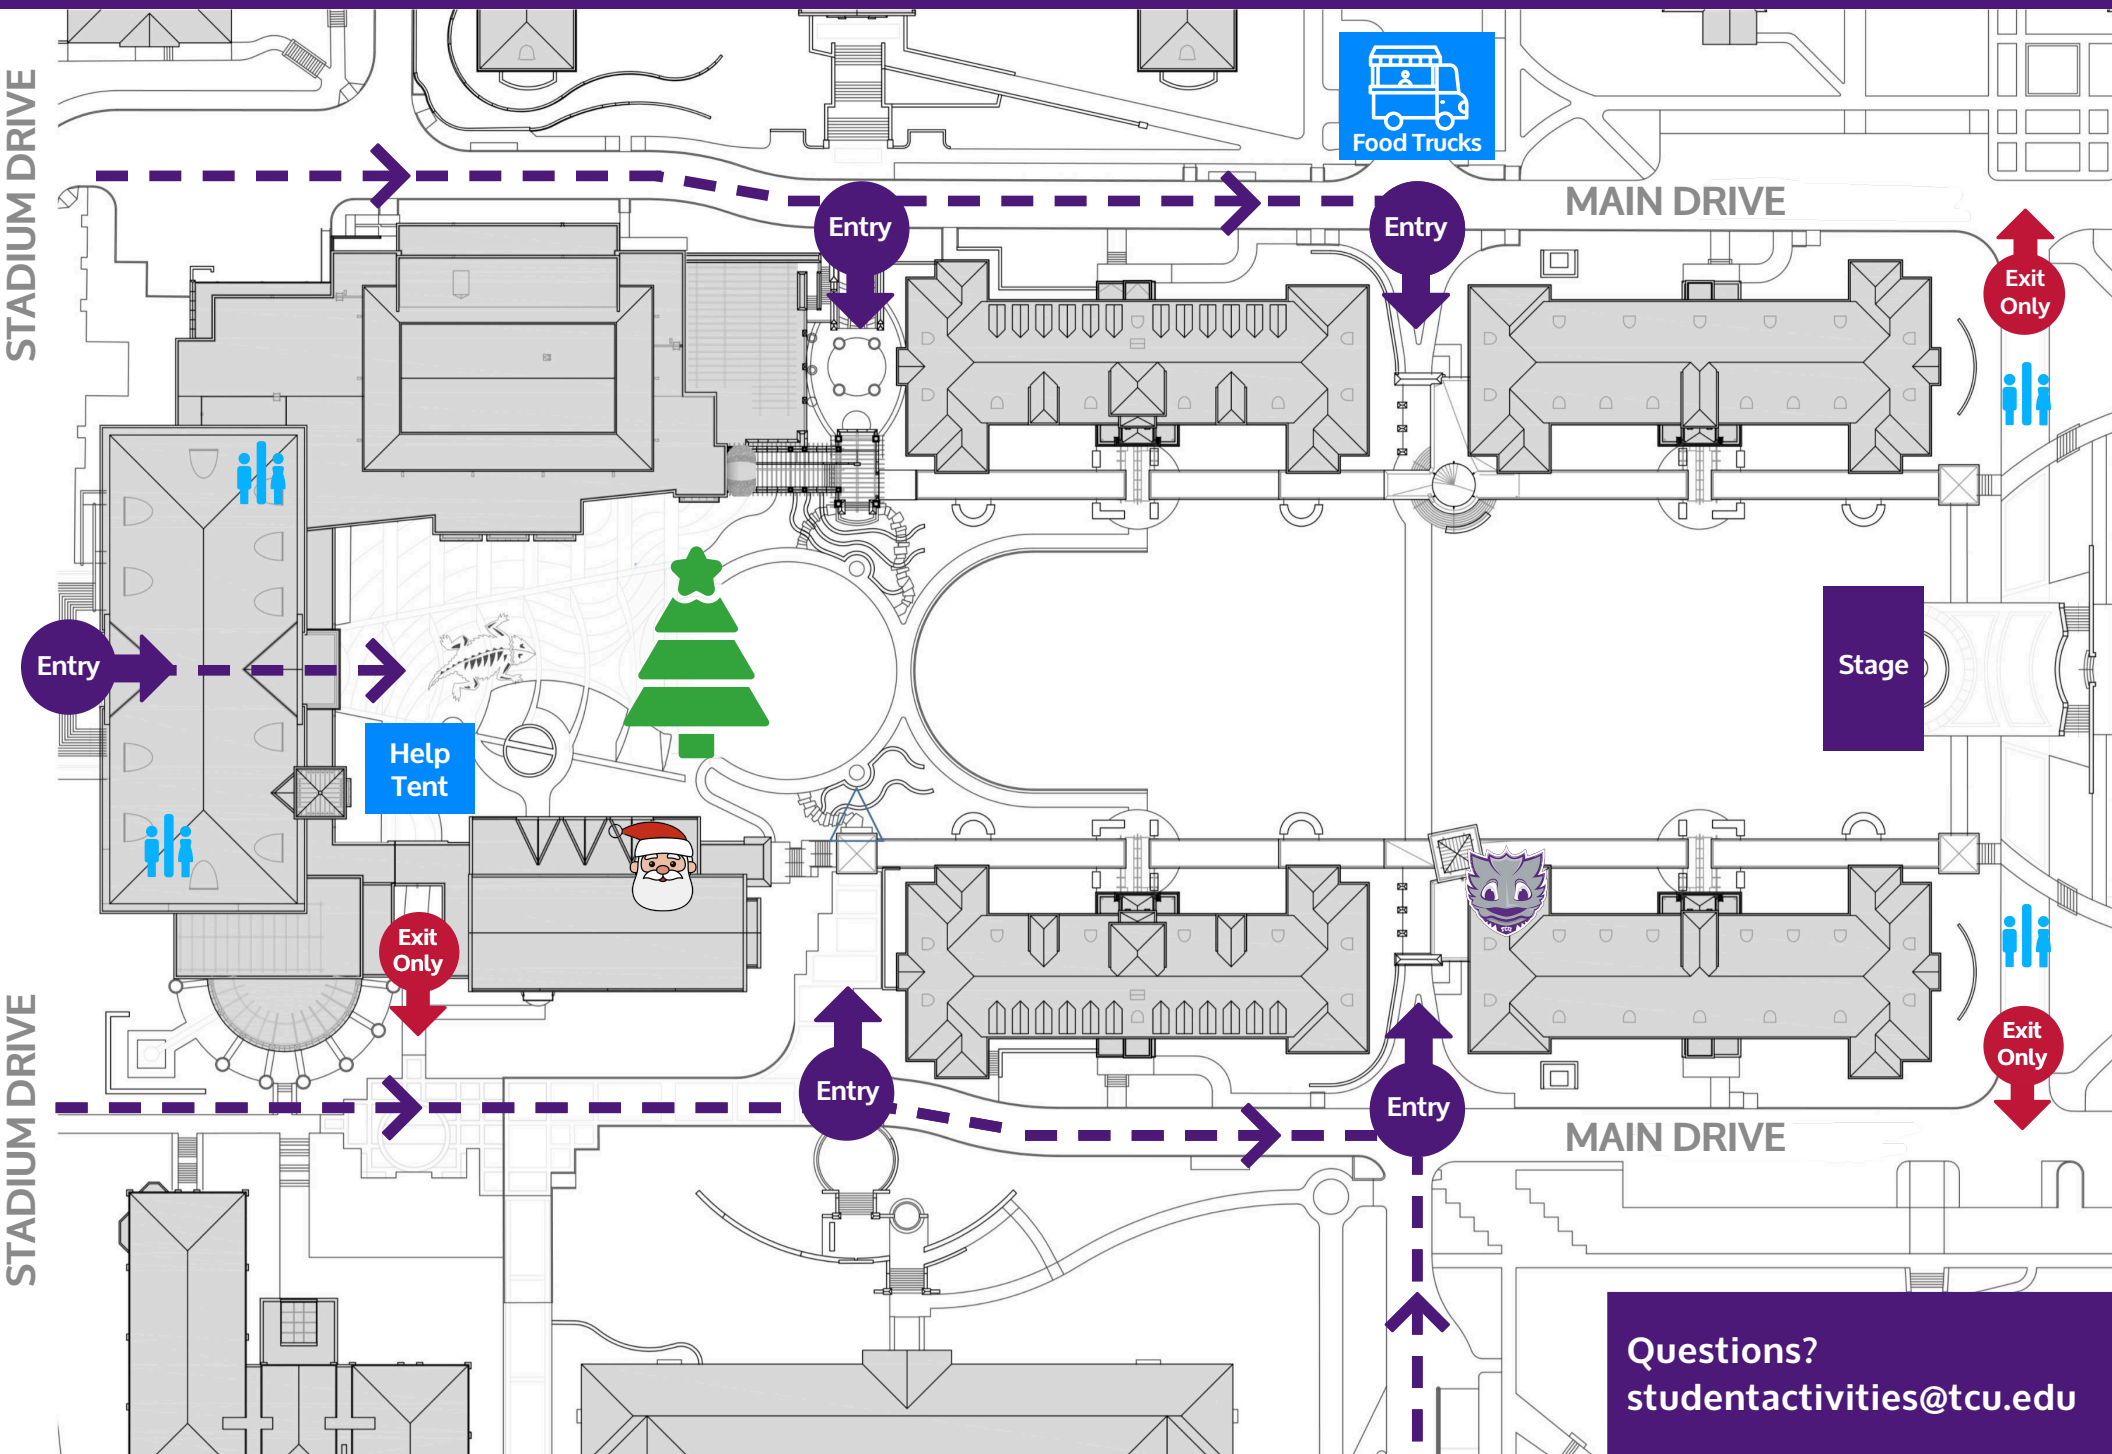 STADIUM DRIVE
Food Trucks
MAIN DRIVE
Entry
Entry
Exit
Only
Entry
Stage
Help
Tent
Exit
Only
STADIUM DRIVE
Entry
Entry
Exit
Only
MAIN DRIVE
Questions?
studentactivities@tcu.edu